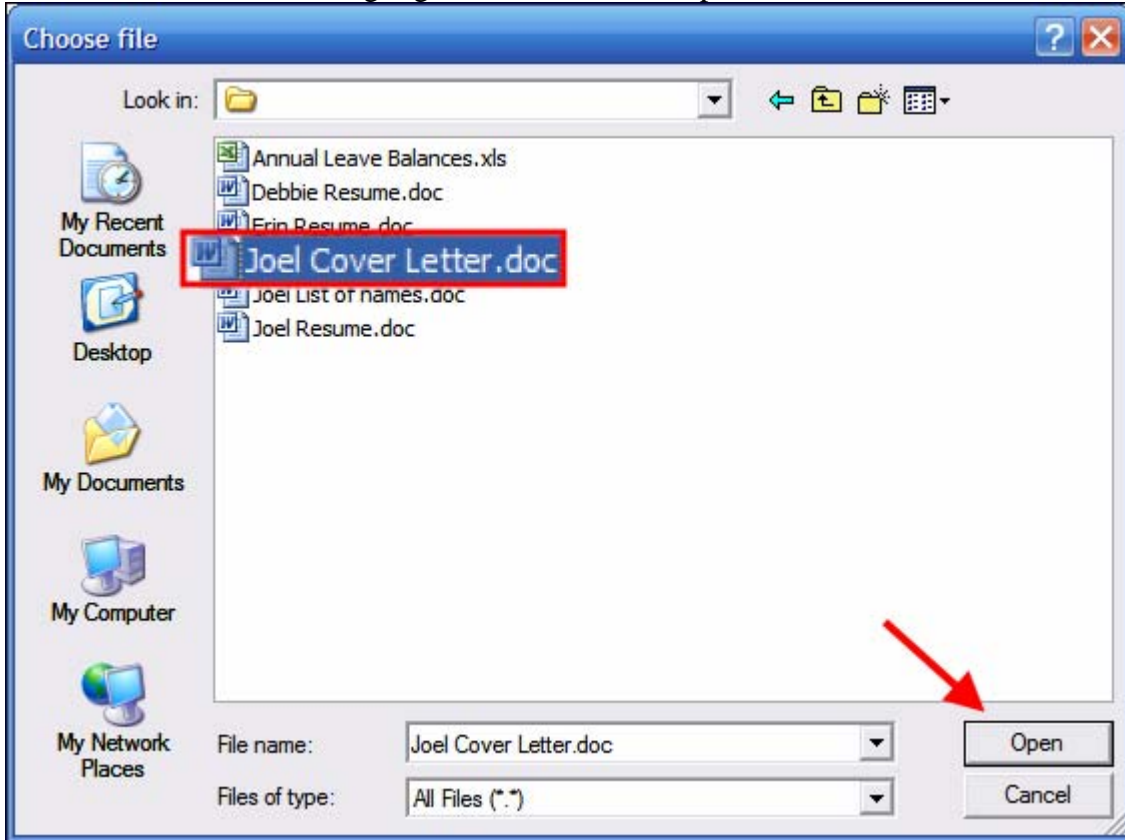 Choose file
Look in:
Annual Leave Balances.xls
Debbie Resume.doc
Erin Resume.doc
Joel Cover Letter.doc
Joel List of names.doc
Joel Resume.doc
My Recent
Documents
Desktop
My Documents
My Computer
My Network
Places
File name:
Joel Cover Letter.doc
Open
Files of type:
All Files (*.*)
Cancel